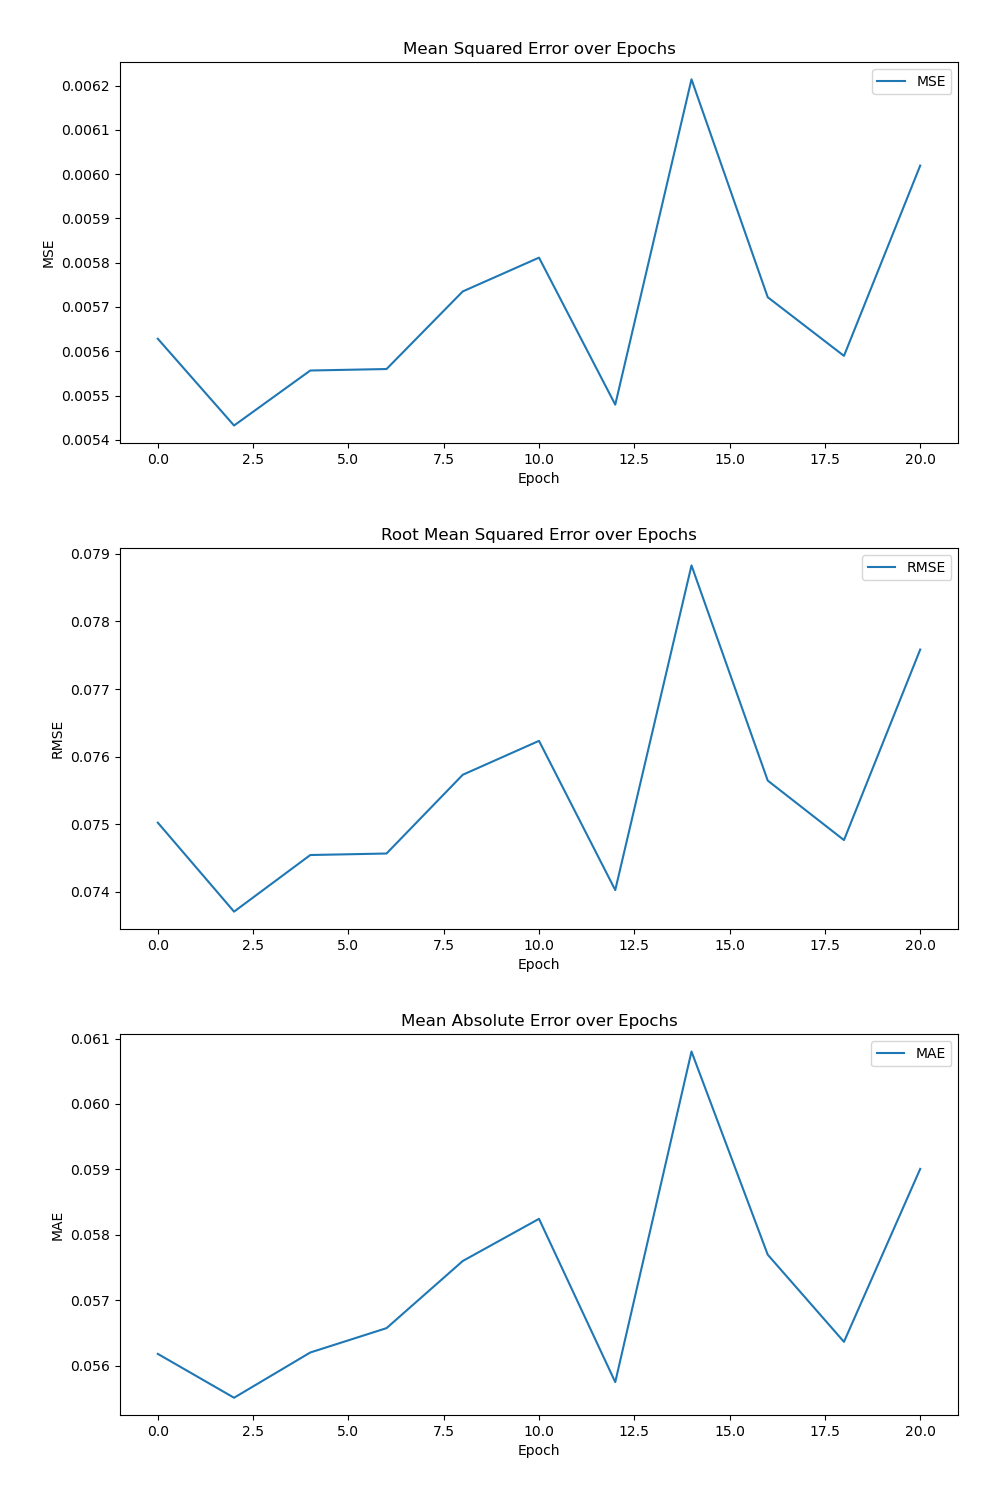 Mean Squared Error over Epochs
MSE
0.0062
0.0061
0.0060
0.0059
0.0058
0.0057
0.0056
0.0055
0.0054
MSE
0.0 2.5 5.0 7.5 10.0 12.5 15.0 17.5 20.0
Epoch
Root Mean Squared Error over Epochs
RMSE
0.079
0.078
0.077
0.076
0.075
0.074
RMSE
0.0 2.5 5.0 7.5 10.0 12.5 15.0 17.5 20.0
Epoch
Mean Absolute Error over Epochs
MAE
0.061
0.060
0.059
0.058
0.057
0.056
MAE
0.0 2.5 5.0 7.5 10.0 12.5 15.0 17.5 20.0
Epoch